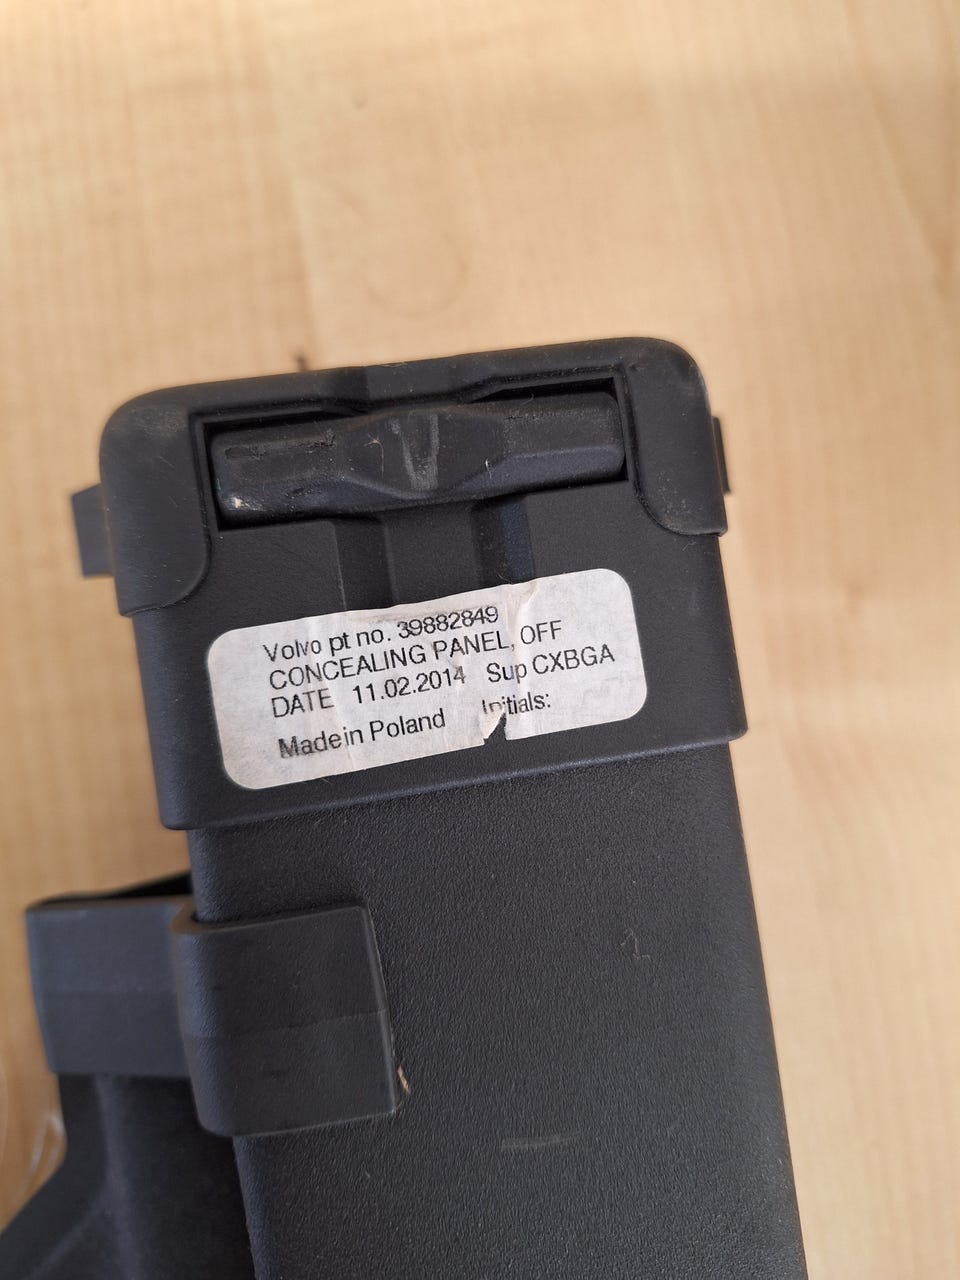 Volvo pt no. 39882849
CONCEALING PANEL, OFF
DATE 11.02.2014 Sup CXBGA
Made in Poland Initials: